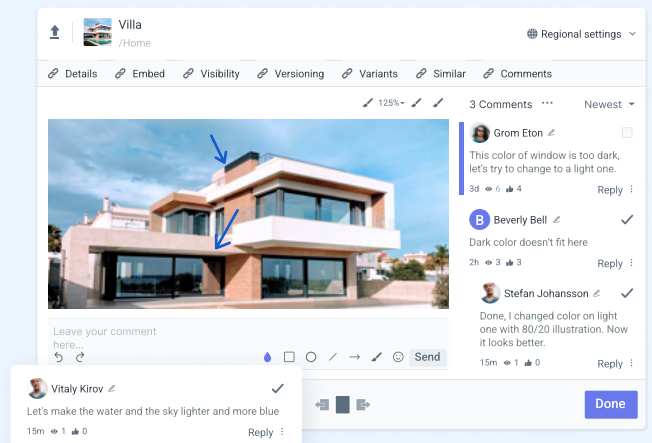 Villa
/Home
Regional settings
Details
Embed
Visibility
Versioning
Variants
Similar
Comments
125%
3 Comments
Newest
Grom Eton
This color of window is too dark,
let's try to change to a light one.
3d 6 4 Reply
B Beverly Bell
Dark color doesn't fit here
2h 3 3 Reply
Stefan Johansson
Done, I changed color on light
one with 80/20 illustration. Now
it looks better.
15m 1 0 Reply
Leave your comment
here...
Send
Vitaly Kirov
Let's make the water and the sky lighter and more blue
15m 1 0 Reply
Done